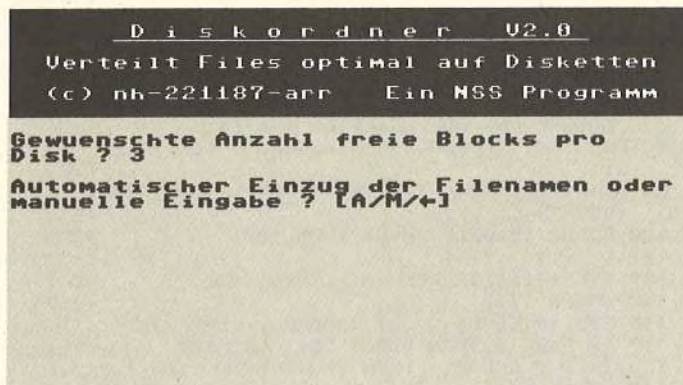 D i s k o r d n e r V2.0
Verteilt Files optimal auf Disketten
(c) nh-221187-arr Ein NSS Programm
Gewuenschte Anzahl freie Blocks pro
Disk ? 3
Automatischer Einzug der Filenamen oder
manuelle Eingabe ? [A/M/←]